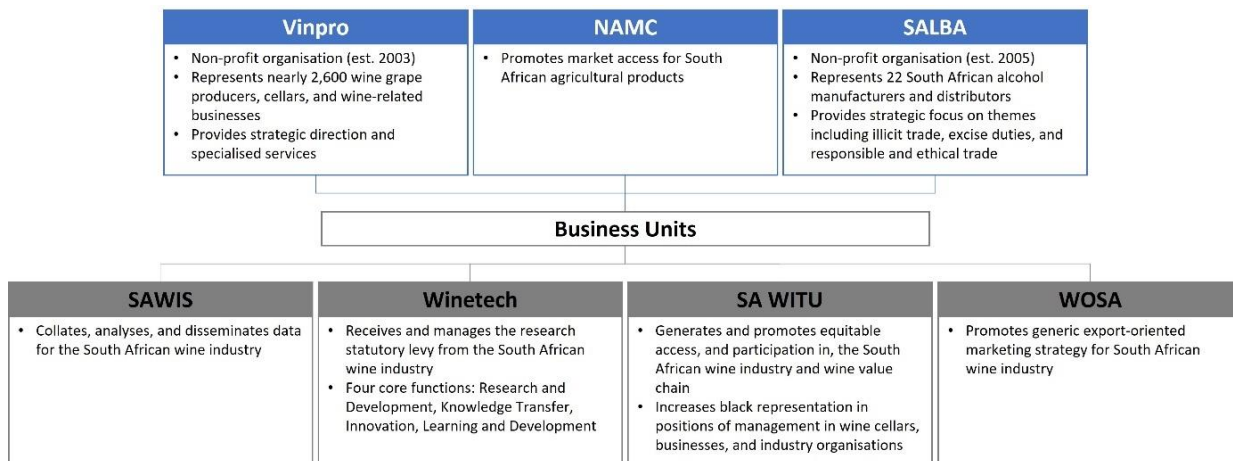 Vinpro
• Non-profit organisation (est. 2003)
• Represents nearly 2,600 wine grape
producers, cellars, and wine-related
businesses
• Provides strategic direction and
specialised services
NAMC
• Promotes market access for South
African agricultural products
SALBA
• Non-profit organisation (est. 2005)
• Represents 22 South African alcohol
manufacturers and distributors
• Provides strategic focus on themes
including illicit trade, excise duties, and
responsible and ethical trade
Business Units
SAWIS
• Collates, analyses, and disseminates data
for the South African wine industry
Winetech
• Receives and manages the research
statutory levy from the South African
wine industry
• Four core functions: Research and
Development, Knowledge Transfer,
Innovation, Learning and Development
SA WITU
• Generates and promotes equitable
access, and participation in, the South
African wine industry and wine value
chain
• Increases black representation in
positions of management in wine cellars,
businesses, and industry organisations
WOSA
• Promotes generic export-oriented
marketing strategy for South African
wine industry